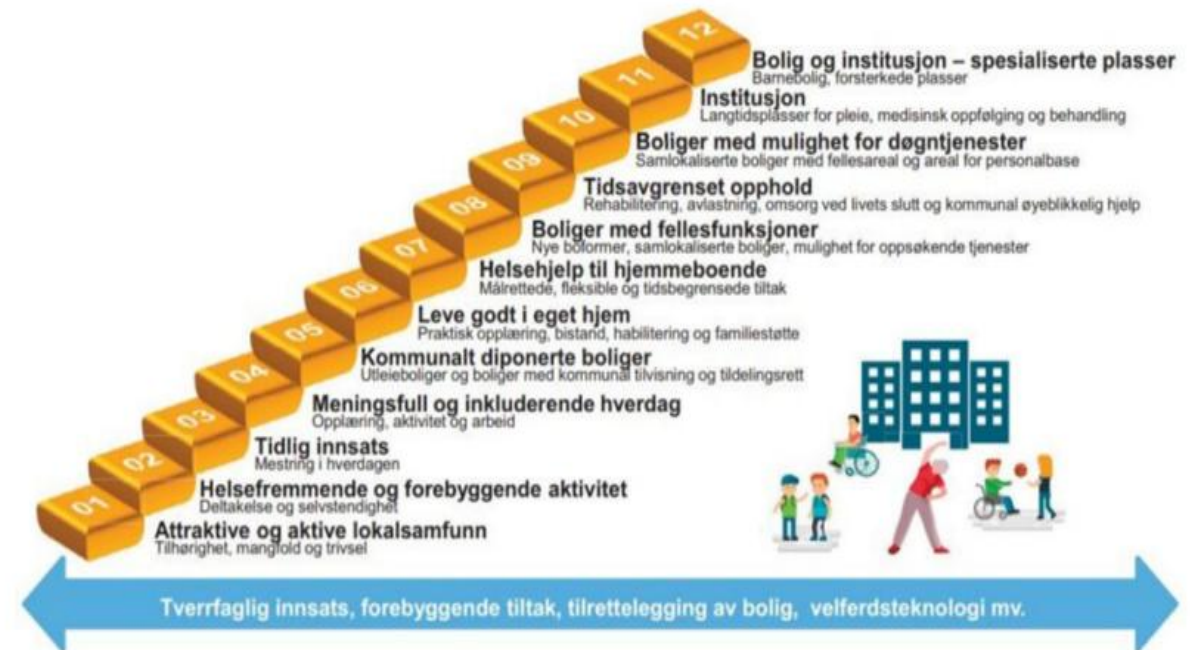 12
Bolig og institusjon – spesialiserte plasser
Barnebolig, forsterkede plasser
11
Institusjon
Langtidsplasser for pleie, medisinsk oppfølging og behandling
10
Boliger med mulighet for døgntjenester
Samlokaliserte boliger med fellesareal og areal for personalbase
09
Tidsavgrenset opphold
Rehabilitering, avlastning, omsorg ved livets slutt og kommunal øyeblikkelig hjelp
08
Boliger med fellesfunksjoner
Nye boformer, samlokaliserte boliger, mulighet for oppsøkende tjenester
07
Helsehjelp til hjemmeboende
Målrettede, fleksible og tidsbegrensede tiltak
06
Leve godt i eget hjem
Praktisk opplæring, bistand, habilitering og familiestøtte
05
Kommunalt diponerte boliger
Utleieboliger og boliger med kommunal tilvisning og tildelingsrett
04
Meningsfull og inkluderende hverdag
Opplæring, aktivitet og arbeid
03
Tidlig innsats
Mestring i hverdagen
02
Helsefremmende og forebyggende aktivitet
Deltakelse og selvstendighet
01
Attraktive og aktive lokalsamfunn
Tilhørighet, mangfold og trivsel
Tverrfaglig innsats, forebyggende tiltak, tilrettelegging av bolig, velferdsteknologi mv.